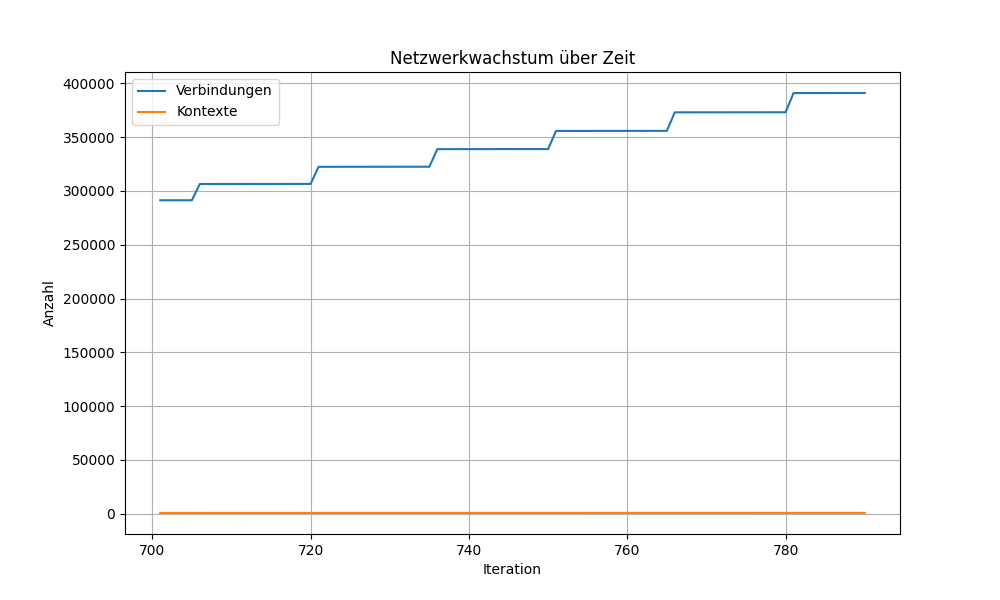 Netzwerkwachstum über Zeit
Verbindungen
Kontexte
Anzahl
400000
350000
300000
250000
200000
150000
100000
50000
0
700 720 740 760 780
Iteration